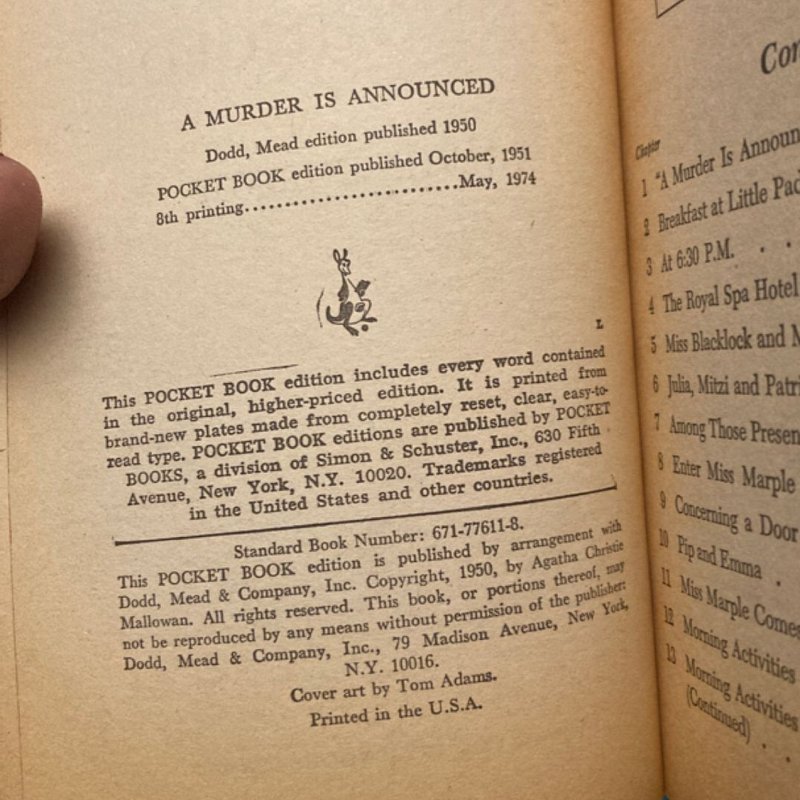 A MURDER IS ANNOUNCED
Dodd, Mead edition published 1950
POCKET BOOK edition published October, 1951
8th printing..........................May, 1974
L
This POCKET BOOK edition includes every word contained
in the original, higher-priced edition. It is printed from
brand-new plates made from completely reset, clear, easy-to-
read type. POCKET BOOK editions are published by POCKET
BOOKS, a division of Simon & Schuster, Inc., 630 Fifth
Avenue, New York, N.Y. 10020. Trademarks registered
in the United States and other countries.
Standard Book Number: 671-77611-8.
This POCKET BOOK edition is published by arrangement with
Dodd, Mead & Company, Inc. Copyright, 1950, by Agatha Christie
Mallowan. All rights reserved. This book, or portions thereof, may
not be reproduced by any means without permission of the publisher:
Dodd, Mead & Company, Inc., 79 Madison Avenue, New York,
N.Y. 10016.
Cover art by Tom Adams.
Printed in the U.S.A.
Chapter
1 "A Murder Is
2 Breakfast at Little
3 At 6:30 P.M. . .
4 The Royal Spa Hotel
5 Miss Blacklock and
6 Julia, Mitzi and
7 Among Those
8 Enter Miss Marple
9 Concerning a Door
10 Pip and Emma .
11 Miss Marple
12 Morning Activities
13 Morning Activities
(Continued) . .